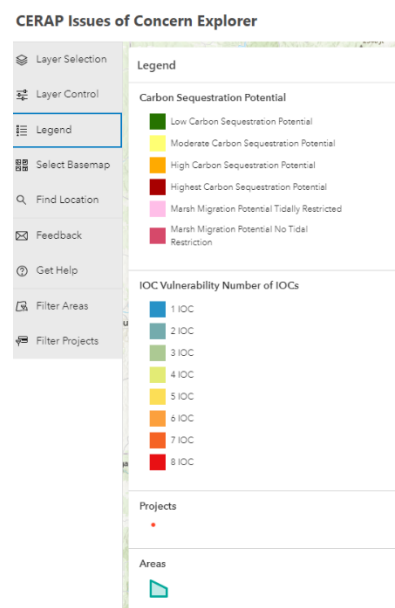 CERAP Issues of Concern Explorer
Layer Selection
Layer Control
Legend
Select Basemap
Find Location
Feedback
Get Help
Filter Areas
Filter Projects
Legend
Carbon Sequestration Potential
Low Carbon Sequestration Potential
Moderate Carbon Sequestration Potential
High Carbon Sequestration Potential
Highest Carbon Sequestration Potential
Marsh Migration Potential Tidally Restricted
Marsh Migration Potential No Tidal
Restriction
IOC Vulnerability Number of IOCs
1 IOC
2 IOC
3 IOC
4 IOC
5 IOC
6 IOC
7 IOC
8 IOC
Projects
Areas